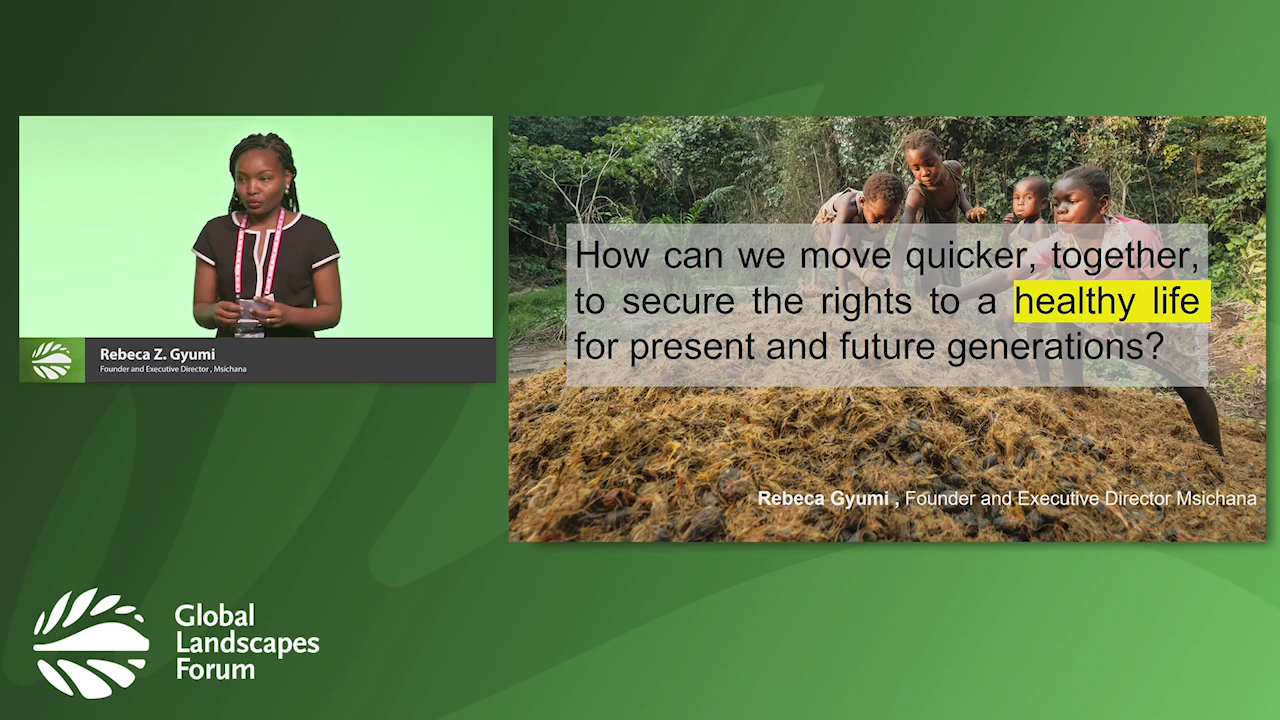 Rebeca Z. Gyumi
Founder and Executive Director , Msichana
How can we move quicker, together,
to secure the rights to a healthy life
for present and future generations?
Rebeca Gyumi , Founder and Executive Director Msichana
Global
Landscapes
Forum